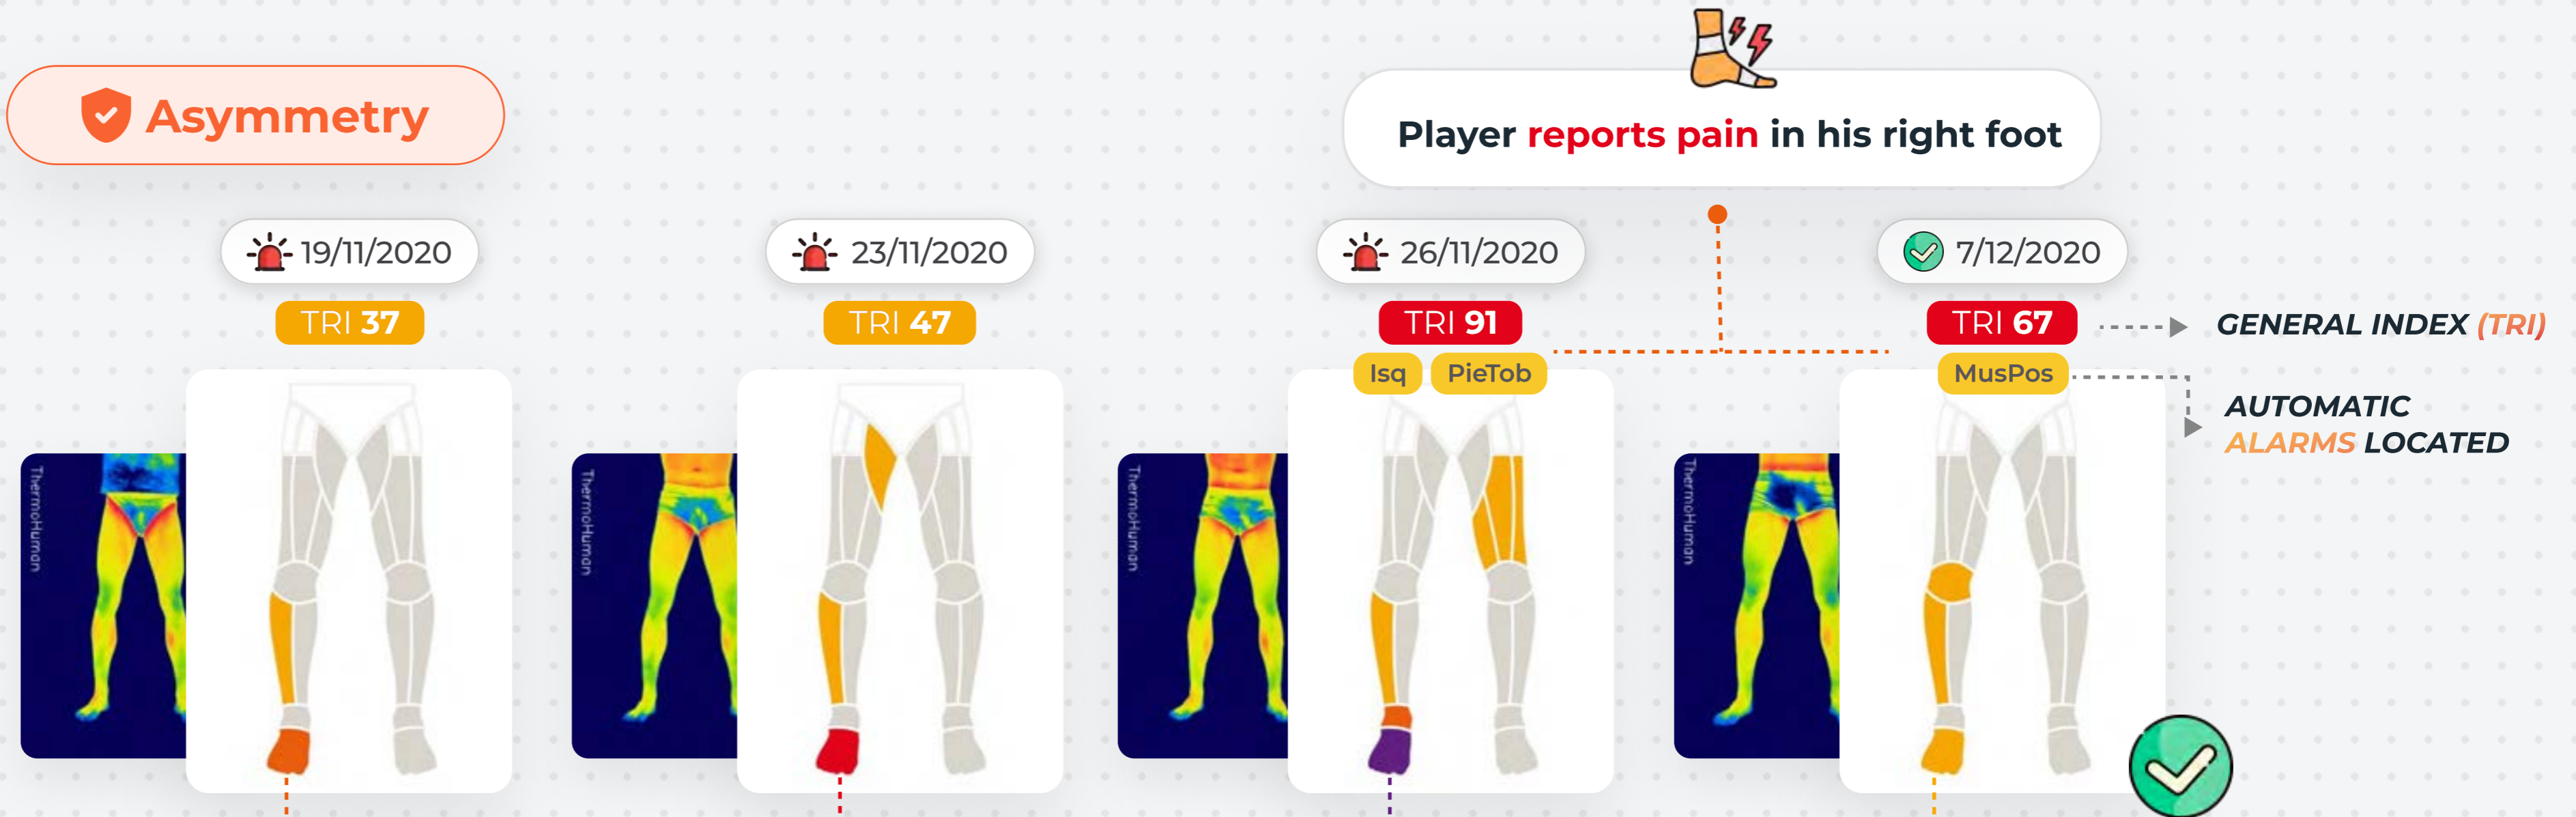 Asymmetry
Player reports pain in his right foot
19/11/2020
23/11/2020
26/11/2020
7/12/2020
TRI 37
TRI 47
TRI 91
TRI 67
GENERAL INDEX (TRI)
Isq
PieTob
MusPos
AUTOMATIC
ALARMS LOCATED
ThermoHuman
ThermoHuman
ThermoHuman
ThermoHuman